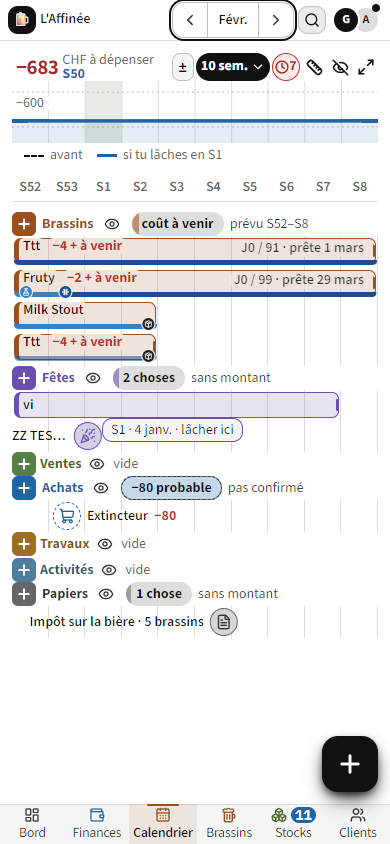 L'Affinée
Févr.
G
A
−683 CHF à dépenser
S50
±
10 sem.
7
−600
avant
si tu lâches en S1
S52 S53 S1 S2 S3 S4 S5 S6 S7 S8
Brassins coût à venir prévu S52–S8
Ttt −4 + à venir J0 / 91 · prête 1 mars
Fruty −2 + à venir J0 / 99 · prête 29 mars
Milk Stout
Ttt −4 + à venir
Fêtes 2 choses sans montant
vi
ZZ TES…
S1 · 4 janv. · lâcher ici
Ventes vide
Achats −80 probable pas confirmé
Extincteur −80
Travaux vide
Activités vide
Papiers 1 chose sans montant
Impôt sur la bière · 5 brassins
Bord Finances Calendrier Brassins Stocks 11 Clients